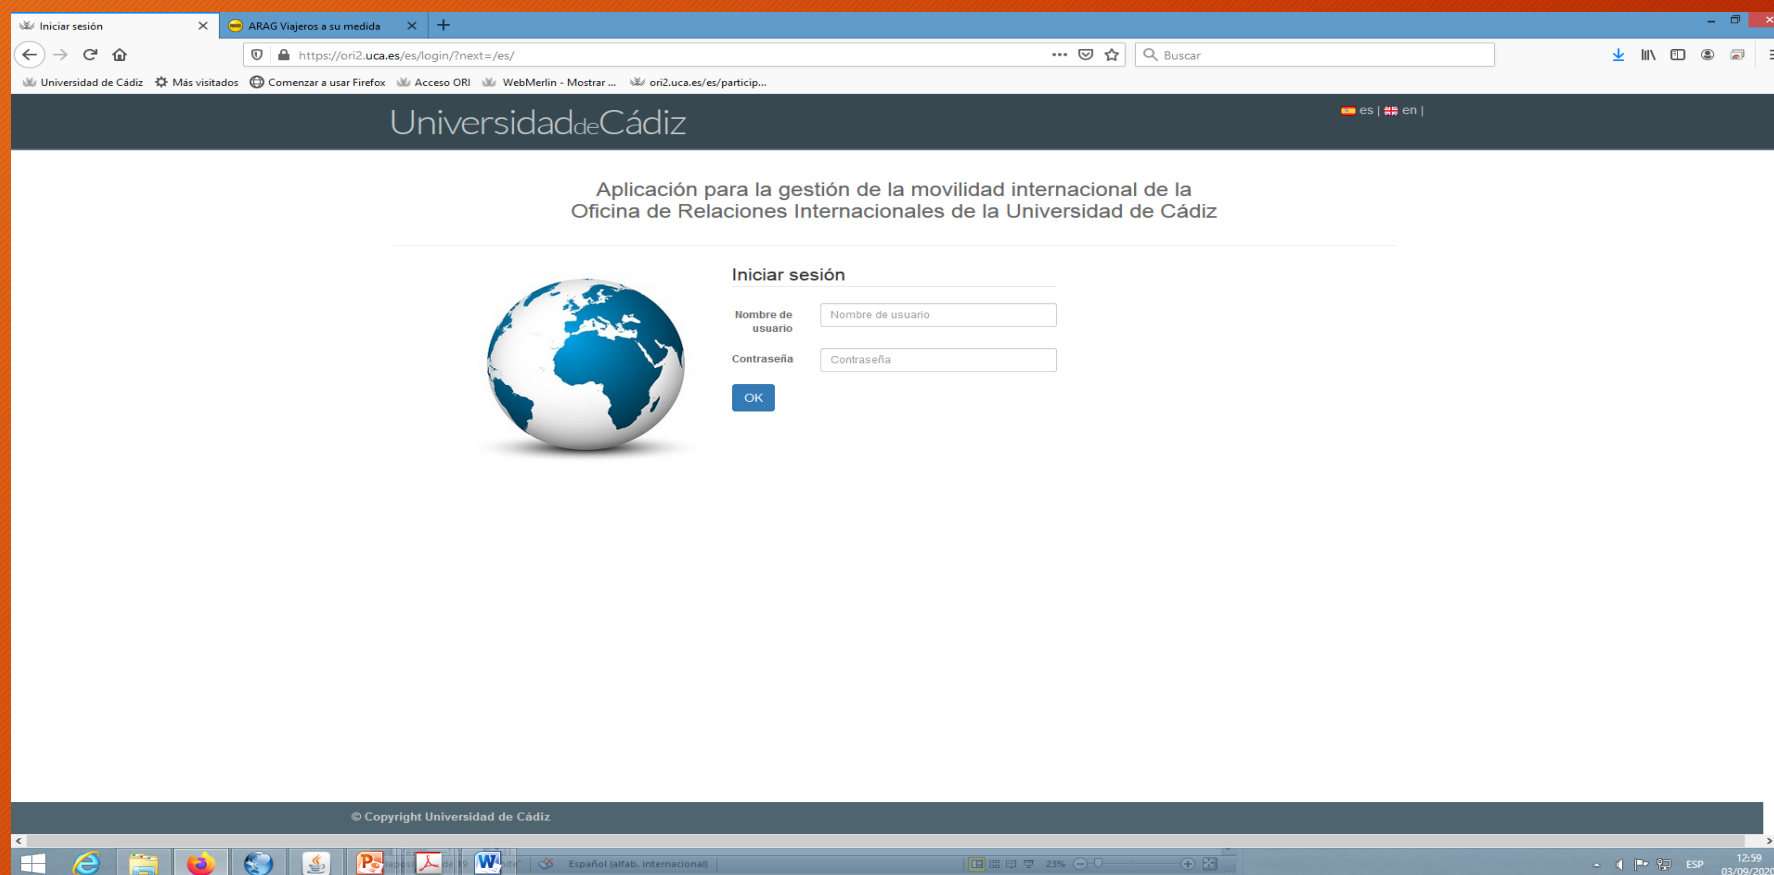 Iniciar sesión
ARAG Viajeros a su medida
https://ori2.uca.es/es/login/?next=/es/
Buscar
Universidad de Cádiz
Más visitados
Comenzar a usar Firefox
Acceso ORI
WebMerlin - Mostrar ...
ori2.uca.es/es/particip...
UniversidaddeCádiz
es | en |
Aplicación para la gestión de la movilidad internacional de la
Oficina de Relaciones Internacionales de la Universidad de Cádiz
Iniciar sesión
Nombre de
usuario
Nombre de usuario
Contraseña
Contraseña
OK
© Copyright Universidad de Cádiz
Español (alfab. internacional)
23%
ESP
12:59
03/09/2020